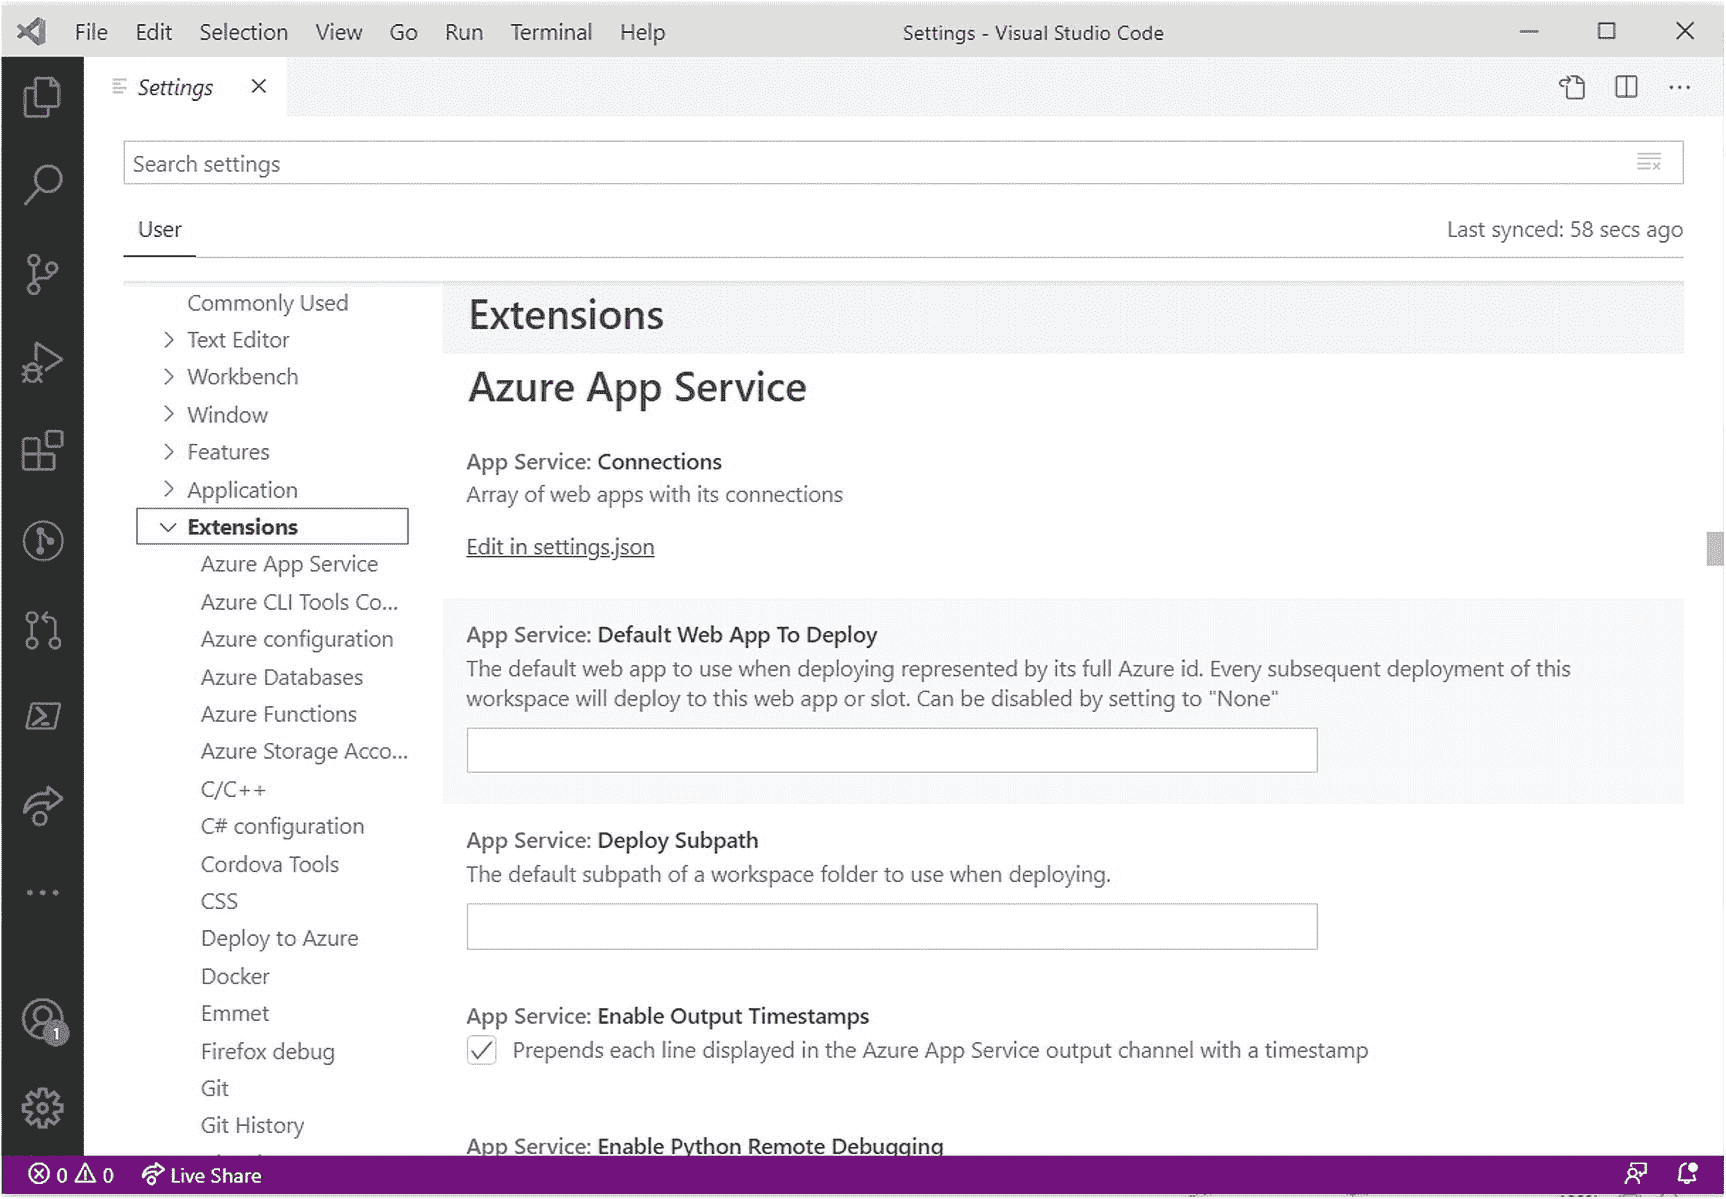 File Edit Selection View Go Run Terminal Help Settings - Visual Studio Code
Settings
Search settings
User
Last synced: 58 secs ago
Commonly Used
Text Editor
Workbench
Window
Features
Application
Extensions
Azure App Service
Azure CLI Tools Co...
Azure configuration
Azure Databases
Azure Functions
Azure Storage Acco...
C/C++
C# configuration
Cordova Tools
CSS
Deploy to Azure
Docker
Emmet
Firefox debug
Git
Git History
Extensions
Azure App Service
App Service: Connections
Array of web apps with its connections
Edit in settings.json
App Service: Default Web App To Deploy
The default web app to use when deploying represented by its full Azure id. Every subsequent deployment of this
workspace will deploy to this web app or slot. Can be disabled by setting to "None"
App Service: Deploy Subpath
The default subpath of a workspace folder to use when deploying.
App Service: Enable Output Timestamps
Prepends each line displayed in the Azure App Service output channel with a timestamp
App Service: Enable Python Remote Debugging
1
0 0 Live Share